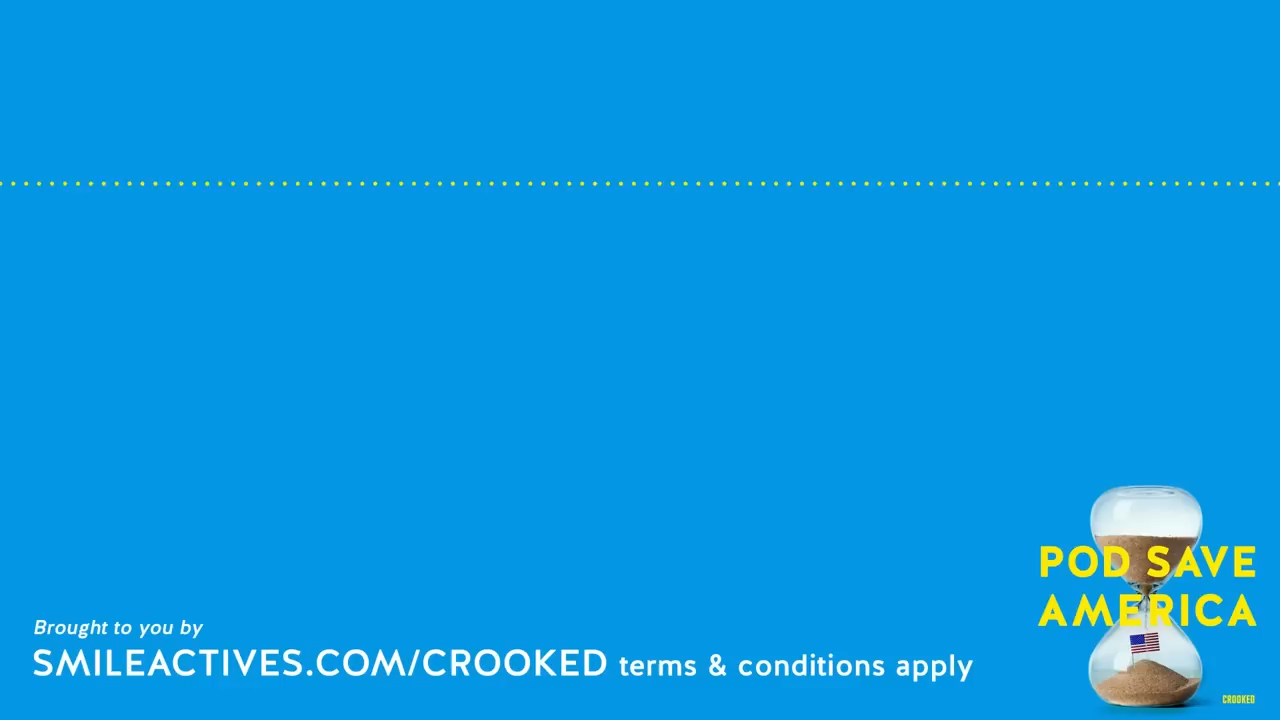 POD SAVE
AMERICA
Brought to you by
SMILEACTIVES.COM/CROOKED terms & conditions apply
CROOKED